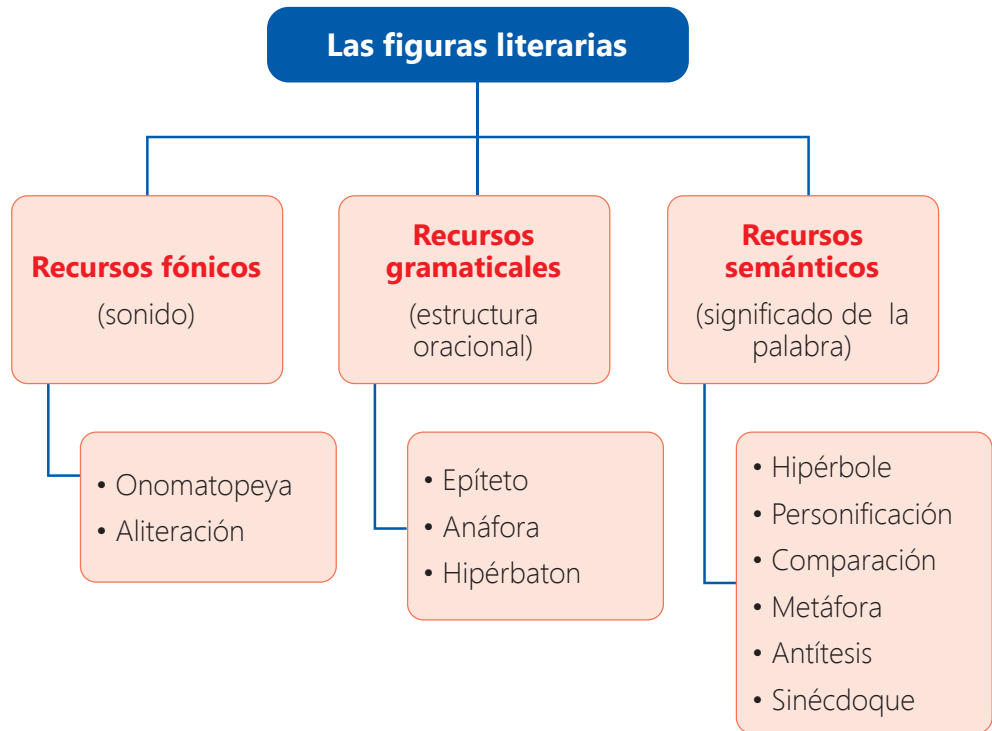 Las figuras literarias
Recursos fónicos
(sonido)
• Onomatopeya
• Aliteración
Recursos
gramaticales
(estructura
oracional)
• Epíteto
• Anáfora
• Hipérbaton
Recursos
semánticos
(significado de la
palabra)
• Hipérbole
• Personificación
• Comparación
• Metáfora
• Antítesis
• Sinécdoque